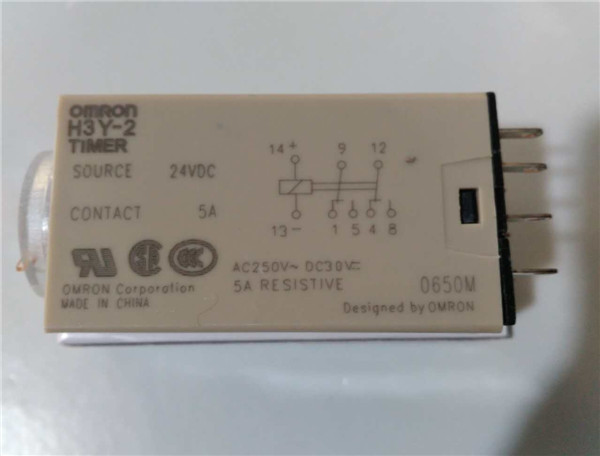 OMRON
H3Y-2
TIMER
SOURCE 24VDC
CONTACT 5A
14 + 9 12
13 - 1 5 4 8
AC250V~ DC30V⎓
5A RESISTIVE
OMRON Corporation
MADE IN CHINA
0650M
Designed by OMRON